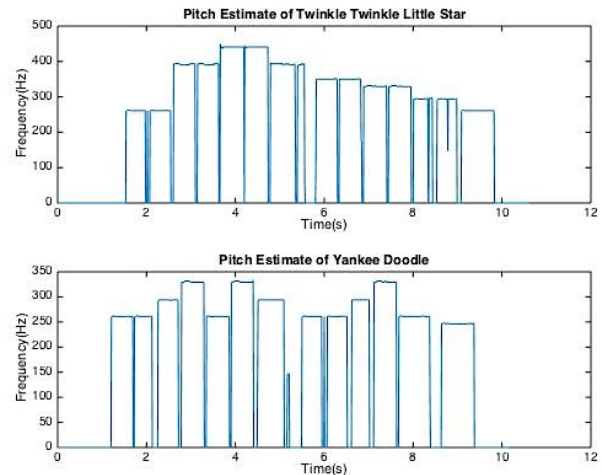 Pitch Estimate of Twinkle Twinkle Little Star
500
400
300
200
100
0
Frequency(Hz)
0 2 4 6 8 10 12
Time(s)
Pitch Estimate of Yankee Doodle
350
300
250
200
150
100
50
0
Frequency(Hz)
0 2 4 6 8 10 12
Time(s)